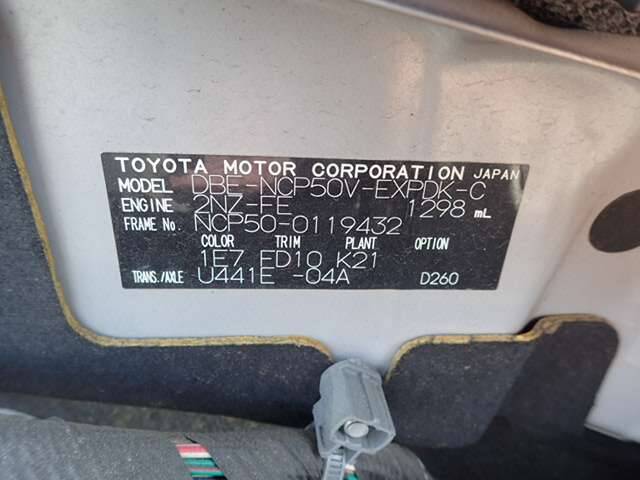 TOYOTA MOTOR CORPORATION JAPAN
MODEL DBE-NCP50V-EXPDK-C
ENGINE 2NZ-FE 1298 mL
FRAME No. NCP50-0119432
COLOR TRIM PLANT OPTION
1E7 FD10 K21
TRANS./AXLE U441E -04A D260